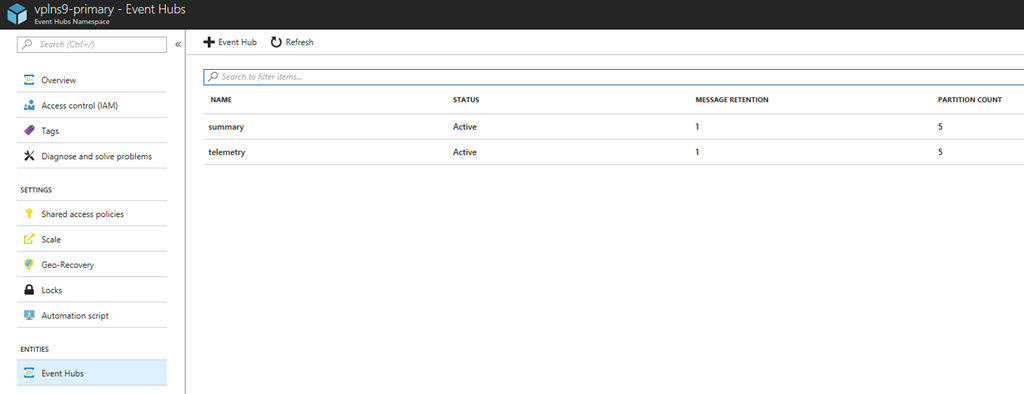 vplns9-primary - Event Hubs
Event Hubs Namespace
Search (Ctrl+/)
«
Overview
Access control (IAM)
Tags
Diagnose and solve problems
SETTINGS
Shared access policies
Scale
Geo-Recovery
Locks
Automation script
ENTITIES
Event Hubs
Event Hub Refresh
Search to filter items...
NAME STATUS MESSAGE RETENTION PARTITION COUNT
summary Active 1 5
telemetry Active 1 5